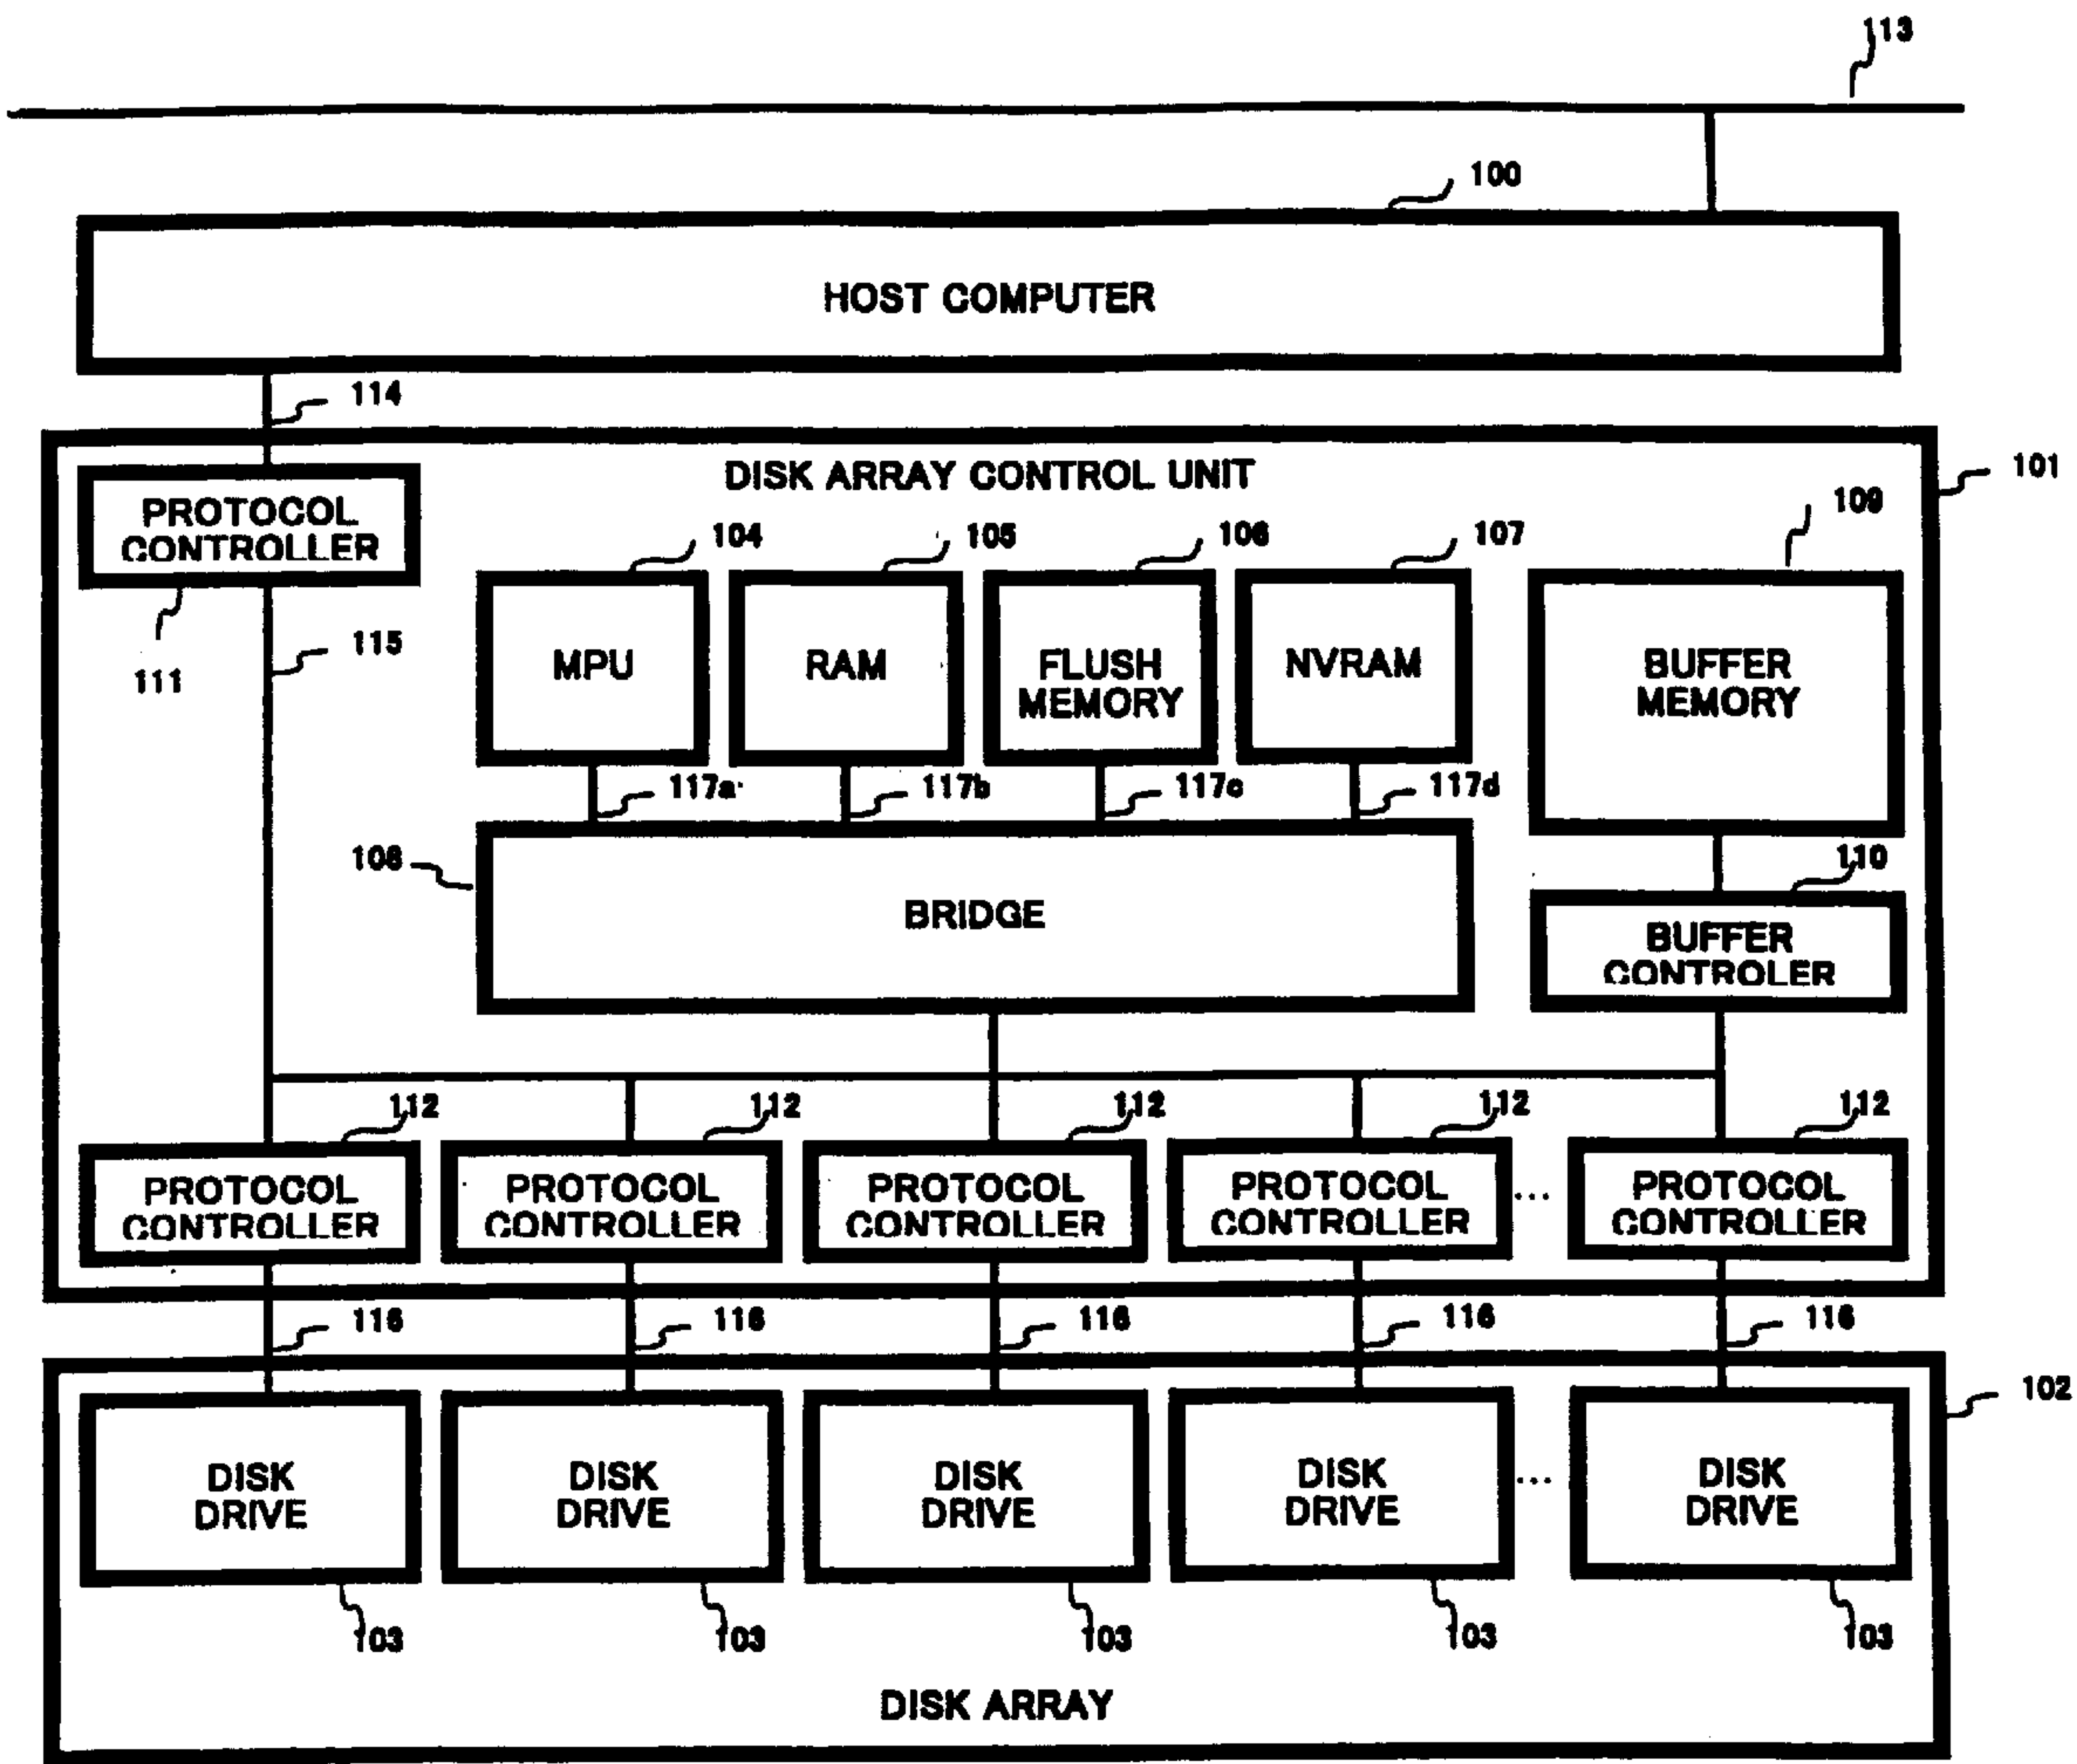 113
100
HOST COMPUTER
114
DISK ARRAY CONTROL UNIT
101
PROTOCOL
CONTROLLER
109
104
105
106
107
111
115
MPU
RAM
FLUSH
MEMORY
NVRAM
BUFFER
MEMORY
117a
117b
117c
117d
108
110
BRIDGE
BUFFER
CONTROLER
112
112
112
112
112
PROTOCOL
CONTROLLER
PROTOCOL
CONTROLLER
PROTOCOL
CONTROLLER
PROTOCOL
CONTROLLER
...
PROTOCOL
CONTROLLER
116
116
116
116
116
102
DISK
DRIVE
DISK
DRIVE
DISK
DRIVE
DISK
DRIVE
...
DISK
DRIVE
103
103
103
103
103
DISK ARRAY